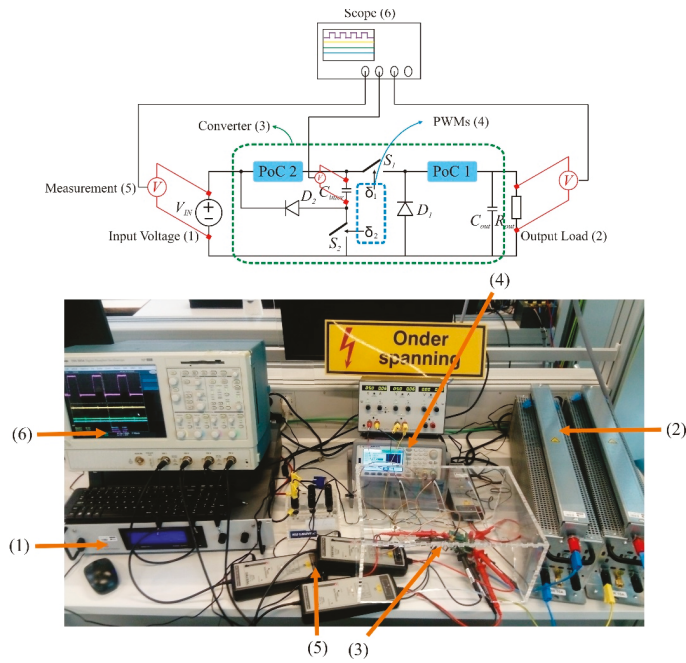 Scope (6)
PWMs (4)
Converter (3)
PoC 2
S₁
PoC 1
Measurement (5)
V
V
V
D₂
δ₁
D₁
V_IN
C_out
R_out
S₂
δ₂
Input Voltage (1)
Output Load (2)
(4)
Onder
spanning
(6)
(2)
(1)
(5)
(3)